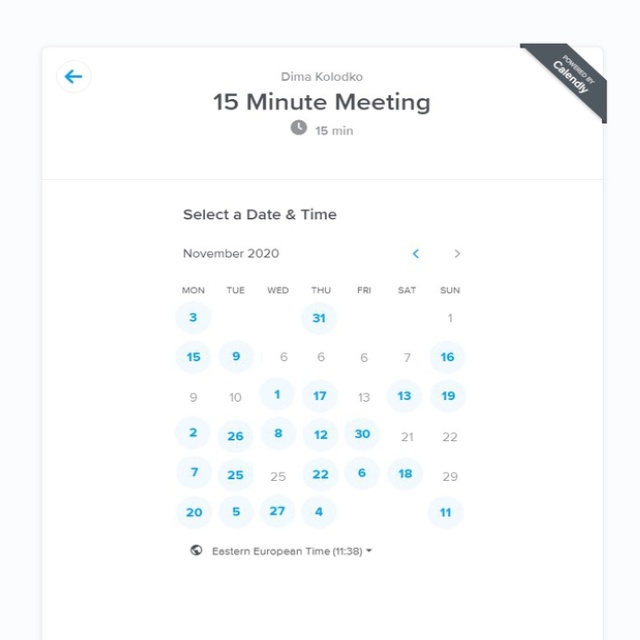 Dima Kolodko
POWERED BY
Calendly
15 Minute Meeting
15 min
Select a Date & Time
November 2020
MON TUE WED THU FRI SAT SUN
3 31 1
15 9 6 6 6 7 16
9 10 1 17 13 13 19
2 26 8 12 30 21 22
7 25 25 22 6 18 29
20 5 27 4 11
Eastern European Time (11:38)